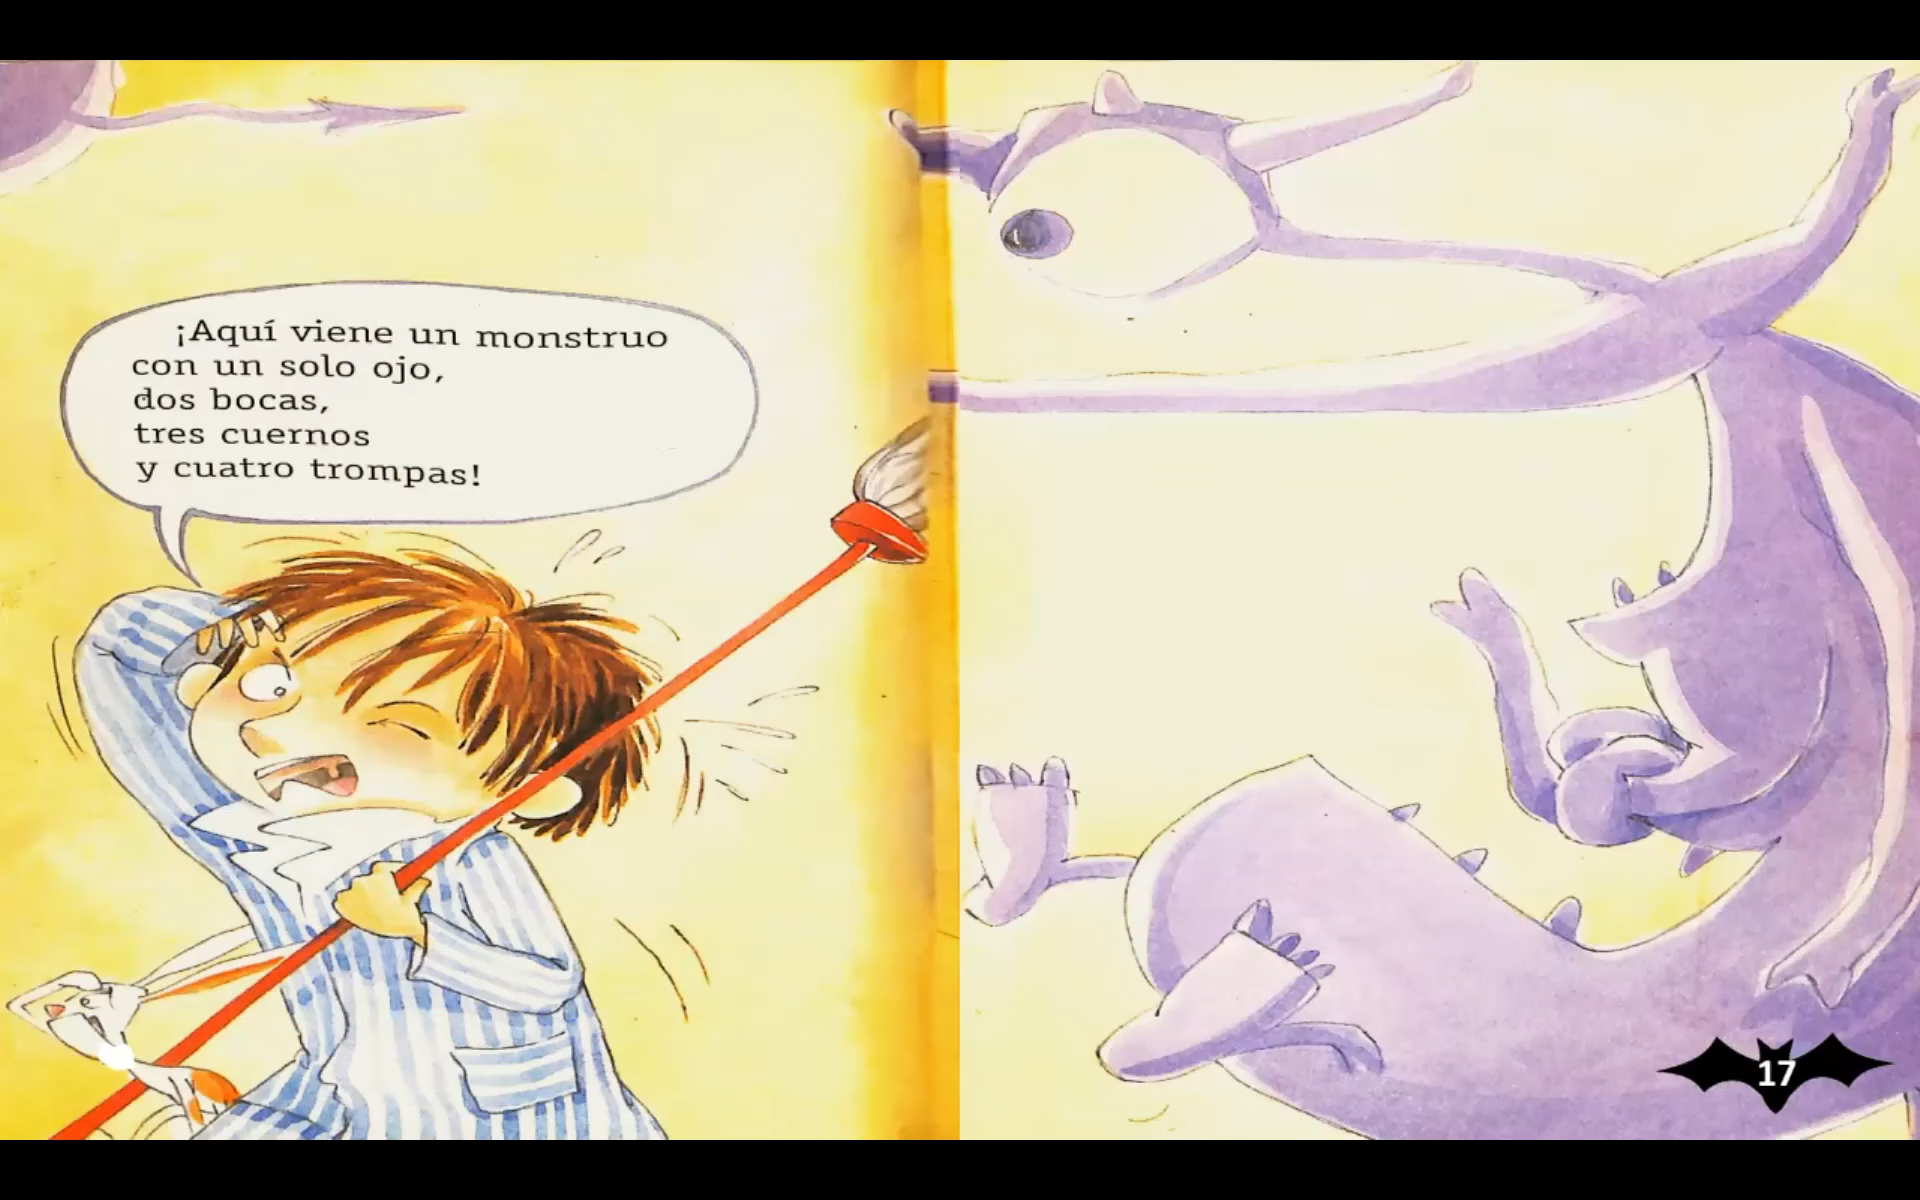 ¡Aquí viene un monstruo
con un solo ojo,
dos bocas,
tres cuernos
y cuatro trompas!
17